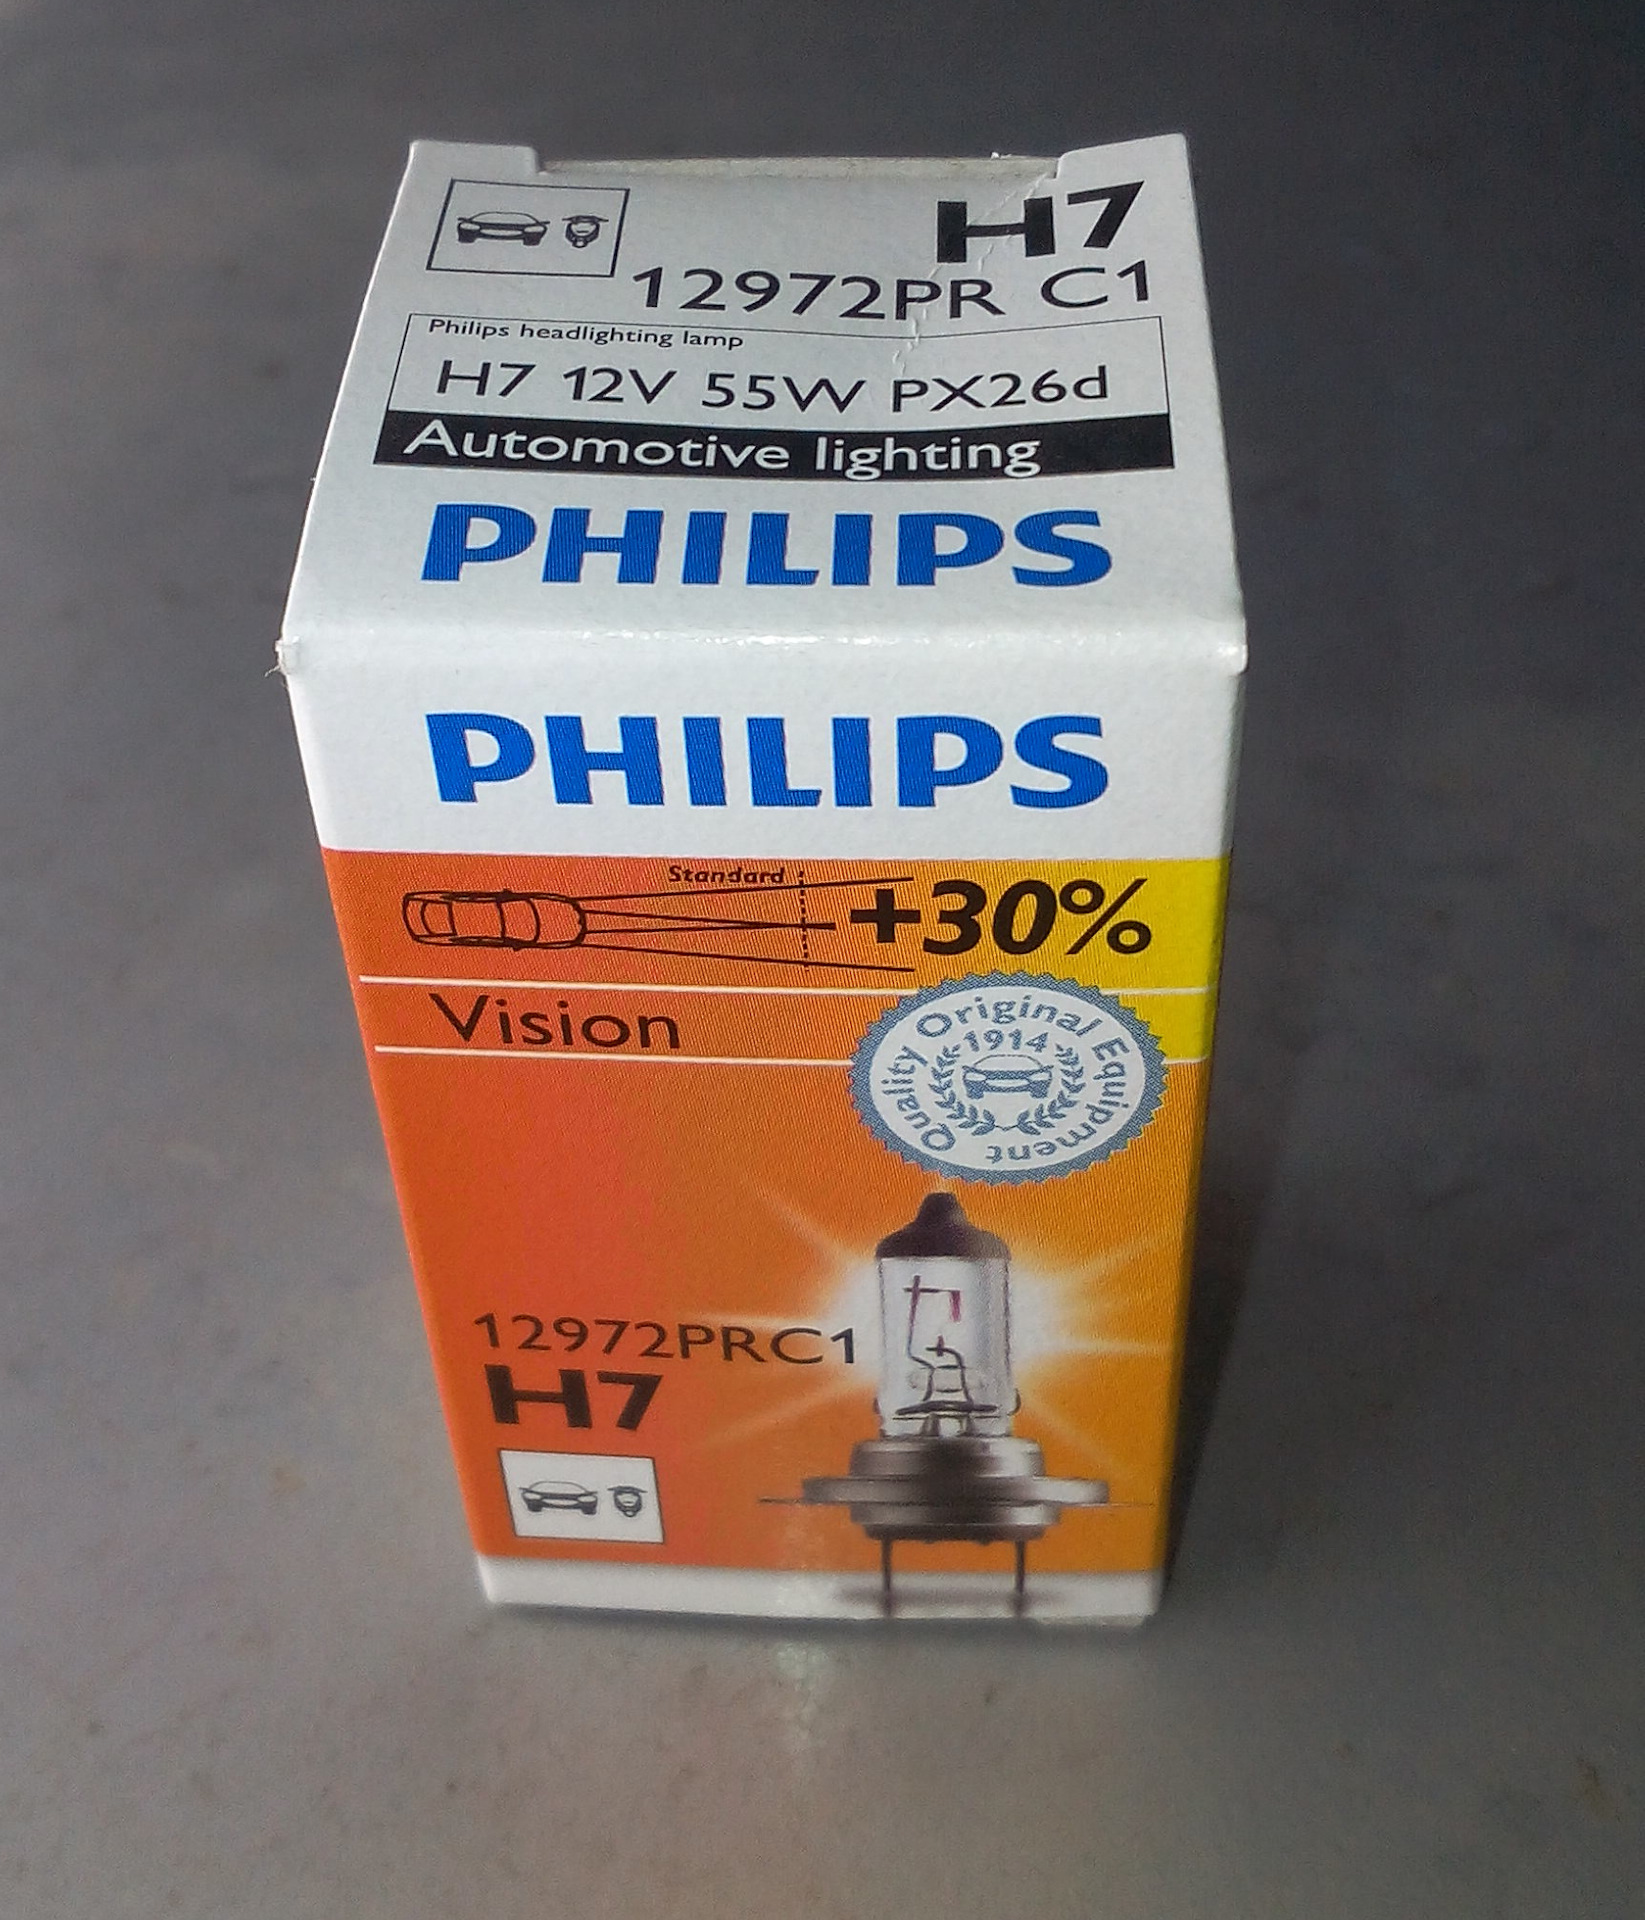 H7
12972PR C1
Philips headlighting lamp
H7 12V 55W PX26d
Automotive lighting
PHILIPS
PHILIPS
Standard
+30%
Vision
Quality Original Equipment
1914
12972PRC1
H7